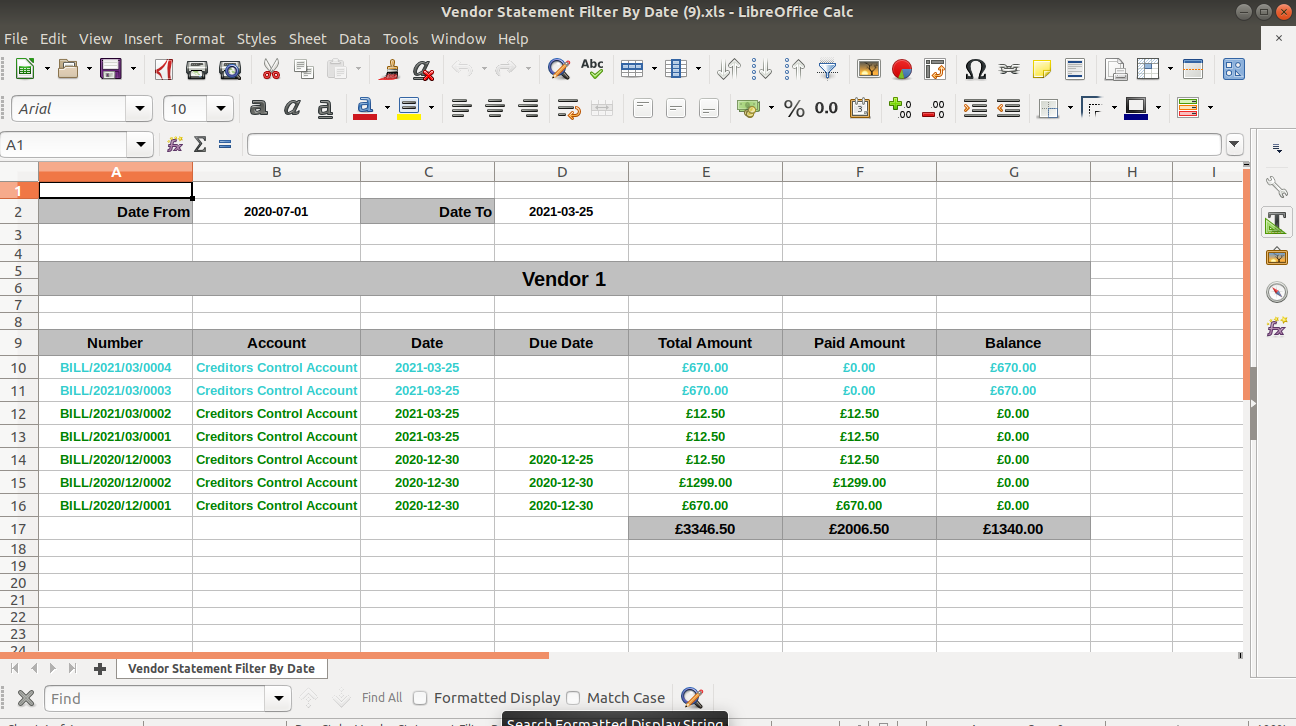 Vendor Statement Filter By Date (9).xls - LibreOffice Calc
File Edit View Insert Format Styles Sheet Data Tools Window Help
Abc
Arial 10 a a a a % 0.0 .00 .00
A1 fx Σ =
A B C D E F G H I
1
2 Date From 2020-07-01 Date To 2021-03-25
3
4
5
Vendor 1
6
7
8
9 Number Account Date Due Date Total Amount Paid Amount Balance
10 BILL/2021/03/0004 Creditors Control Account 2021-03-25 £670.00 £0.00 £670.00
11 BILL/2021/03/0003 Creditors Control Account 2021-03-25 £670.00 £0.00 £670.00
12 BILL/2021/03/0002 Creditors Control Account 2021-03-25 £12.50 £12.50 £0.00
13 BILL/2021/03/0001 Creditors Control Account 2021-03-25 £12.50 £12.50 £0.00
14 BILL/2020/12/0003 Creditors Control Account 2020-12-30 2020-12-25 £12.50 £12.50 £0.00
15 BILL/2020/12/0002 Creditors Control Account 2020-12-30 2020-12-30 £1299.00 £1299.00 £0.00
16 BILL/2020/12/0001 Creditors Control Account 2020-12-30 2020-12-30 £670.00 £670.00 £0.00
17 £3346.50 £2006.50 £1340.00
18
19
20
21
22
23
24
Vendor Statement Filter By Date
Find Find All Formatted Display Match Case
Search Formatted Display String